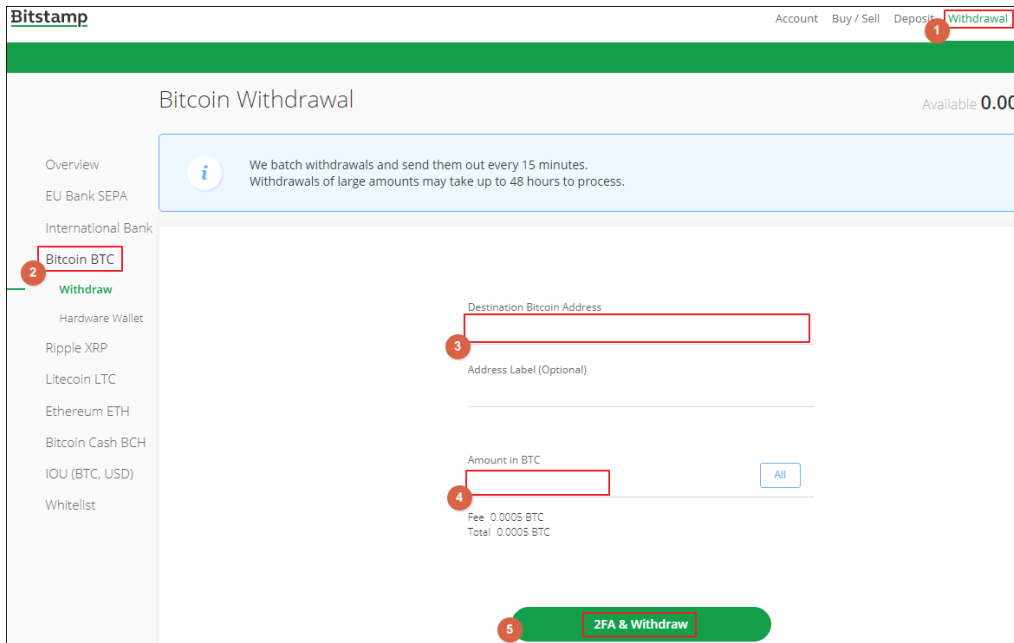 Bitstamp
Account Buy / Sell Deposit Withdrawal
1
Bitcoin Withdrawal
Available 0.00
We batch withdrawals and send them out every 15 minutes.
Withdrawals of large amounts may take up to 48 hours to process.
Overview
EU Bank SEPA
International Bank
Bitcoin BTC
2
Withdraw
Hardware Wallet
Ripple XRP
Litecoin LTC
Ethereum ETH
Bitcoin Cash BCH
IOU (BTC, USD)
Whitelist
Destination Bitcoin Address
3
Address Label (Optional)
Amount in BTC
All
4
Fee 0.0005 BTC
Total 0.0005 BTC
2FA & Withdraw
5